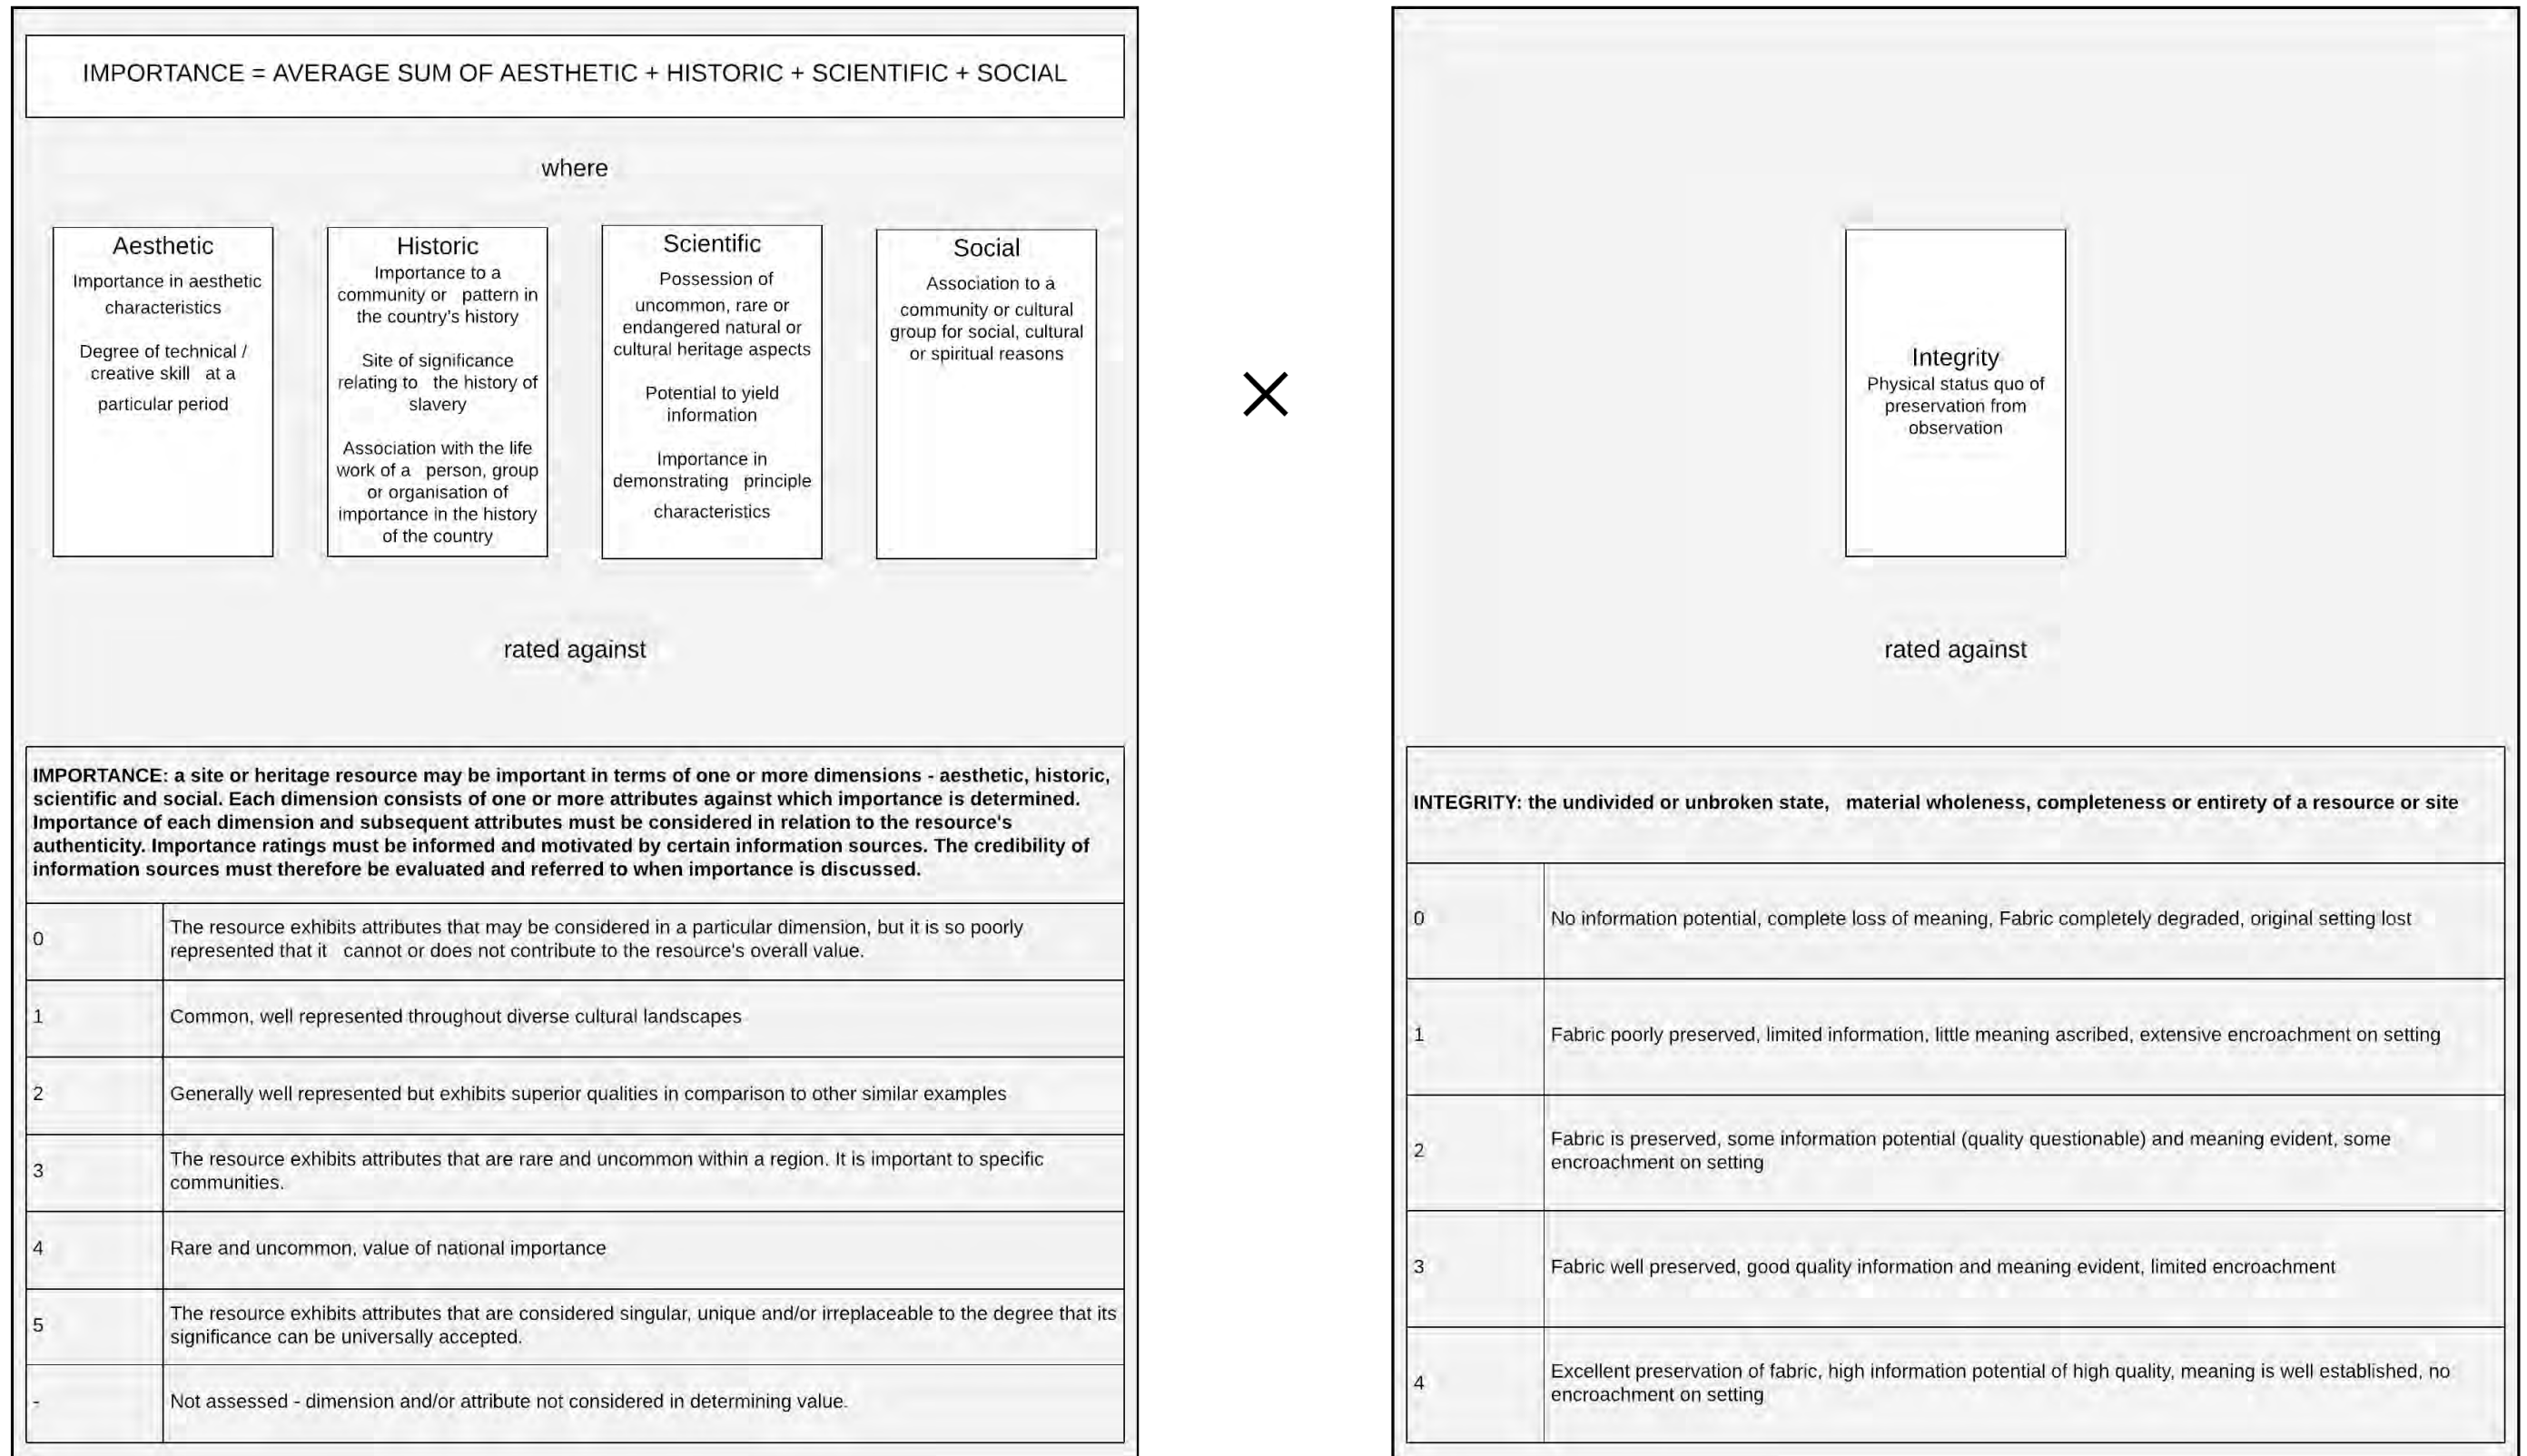 IMPORTANCE = AVERAGE SUM OF AESTHETIC + HISTORIC + SCIENTIFIC + SOCIAL
where
Aesthetic
Importance in aesthetic
characteristics
Degree of technical /
creative skill at a
particular period
Historic
Importance to a
community or pattern in
the country's history
Site of significance
relating to the history of
slavery
Association with the life
work of a person, group
or organisation of
importance in the history
of the country
Scientific
Possession of
uncommon, rare or
endangered natural or
cultural heritage aspects
Potential to yield
information
Importance in
demonstrating principle
characteristics
Social
Association to a
community or cultural
group for social, cultural
or spiritual reasons
rated against
IMPORTANCE: a site or heritage resource may be important in terms of one or more dimensions - aesthetic, historic,
scientific and social. Each dimension consists of one or more attributes against which importance is determined.
Importance of each dimension and subsequent attributes must be considered in relation to the resource's
authenticity. Importance ratings must be informed and motivated by certain information sources. The credibility of
information sources must therefore be evaluated and referred to when importance is discussed.
0
The resource exhibits attributes that may be considered in a particular dimension, but it is so poorly
represented that it cannot or does not contribute to the resource's overall value.
1
Common, well represented throughout diverse cultural landscapes
2
Generally well represented but exhibits superior qualities in comparison to other similar examples
3
The resource exhibits attributes that are rare and uncommon within a region. It is important to specific
communities.
4
Rare and uncommon, value of national importance
5
The resource exhibits attributes that are considered singular, unique and/or irreplaceable to the degree that its
significance can be universally accepted.
-
Not assessed - dimension and/or attribute not considered in determining value.
×
Integrity
Physical status quo of
preservation from
observation
rated against
INTEGRITY: the undivided or unbroken state, material wholeness, completeness or entirety of a resource or site
0
No information potential, complete loss of meaning, Fabric completely degraded, original setting lost
1
Fabric poorly preserved, limited information, little meaning ascribed, extensive encroachment on setting
2
Fabric is preserved, some information potential (quality questionable) and meaning evident, some
encroachment on setting
3
Fabric well preserved, good quality information and meaning evident, limited encroachment
4
Excellent preservation of fabric, high information potential of high quality, meaning is well established, no
encroachment on setting